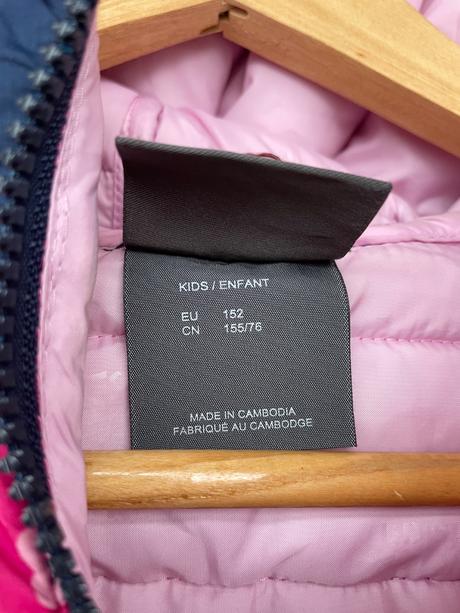 KIDS / ENFANT
EU 152
CN 155/76
MADE IN CAMBODIA
FABRIQUÉ AU CAMBODGE